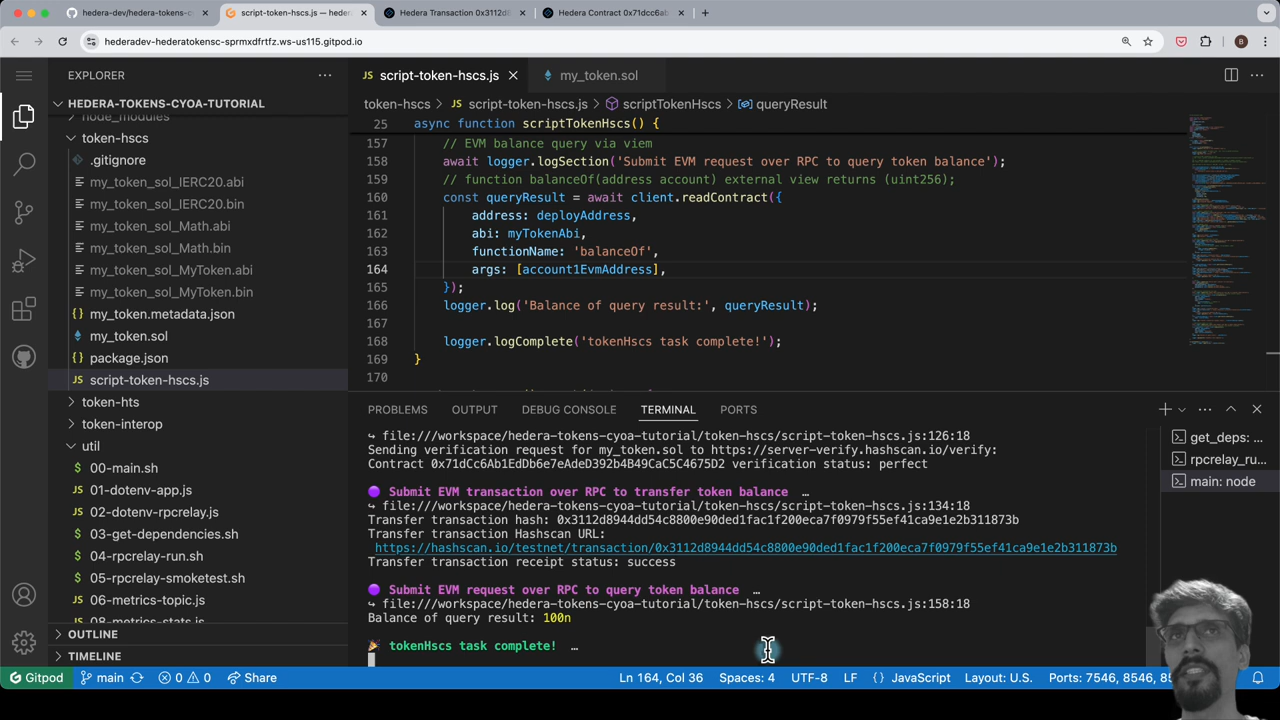 hedera-dev/hedera-tokens-c
script-token-hscs.js — heder
Hedera Transaction 0x3112d8
Hedera Contract 0x71dcc6ab
hederadev-hederatokensc-sprmxdfrtfz.ws-us115.gitpod.io
B
EXPLORER
HEDERA-TOKENS-CYOA-TUTORIAL
node_modules
token-hscs
.gitignore
my_token_sol_IERC20.abi
my_token_sol_IERC20.bin
my_token_sol_Math.abi
my_token_sol_Math.bin
my_token_sol_MyToken.abi
my_token_sol_MyToken.bin
my_token.metadata.json
my_token.sol
package.json
JS script-token-hscs.js
token-hts
token-interop
util
$ 00-main.sh
JS 01-dotenv-app.js
JS 02-dotenv-rpcrelay.js
$ 03-get-dependencies.sh
$ 04-rpcrelay-run.sh
$ 05-rpcrelay-smoketest.sh
JS 06-metrics-topic.js
JS 08-metrics-stats.js
OUTLINE
TIMELINE
JS script-token-hscs.js
my_token.sol
token-hscs > JS script-token-hscs.js > scriptTokenHscs > queryResult
25 async function scriptTokenHscs() {
157 // EVM balance query via viem
158 await logger.logSection('Submit EVM request over RPC to query token balance');
159 // function balanceOf(address account) external view returns (uint256);
160 const queryResult = await client.readContract({
161 address: deployAddress,
162 abi: myTokenAbi,
163 functionName: 'balanceOf',
164 args: [account1EvmAddress],
165 });
166 logger.log('Balance of query result:', queryResult);
167
168 logger.logComplete('tokenHscs task complete!');
169 }
170
PROBLEMS
OUTPUT
DEBUG CONSOLE
TERMINAL
PORTS
↪ file:///workspace/hedera-tokens-cyoa-tutorial/token-hscs/script-token-hscs.js:126:18
Sending verification request for my_token.sol to https://server-verify.hashscan.io/verify:
Contract 0x71dCc6Ab1EdDb6e7eAdeD392b4B49CaC5C4675D2 verification status: perfect
🟣 Submit EVM transaction over RPC to transfer token balance …
↪ file:///workspace/hedera-tokens-cyoa-tutorial/token-hscs/script-token-hscs.js:134:18
Transfer transaction hash: 0x3112d8944dd54c8800e90ded1fac1f200eca7f0979f55ef41ca9e1e2b311873b
Transfer transaction Hashscan URL:
https://hashscan.io/testnet/transaction/0x3112d8944dd54c8800e90ded1fac1f200eca7f0979f55ef41ca9e1e2b311873b
Transfer transaction receipt status: success
🟣 Submit EVM request over RPC to query token balance …
↪ file:///workspace/hedera-tokens-cyoa-tutorial/token-hscs/script-token-hscs.js:158:18
Balance of query result: 100n
🎉 tokenHscs task complete! …
get_deps: ...
rpcrelay_ru...
main: node
Gitpod
main
0 0
Share
Ln 164, Col 36
Spaces: 4
UTF-8
LF
{} JavaScript
Layout: U.S.
Ports: 7546, 8546, 85